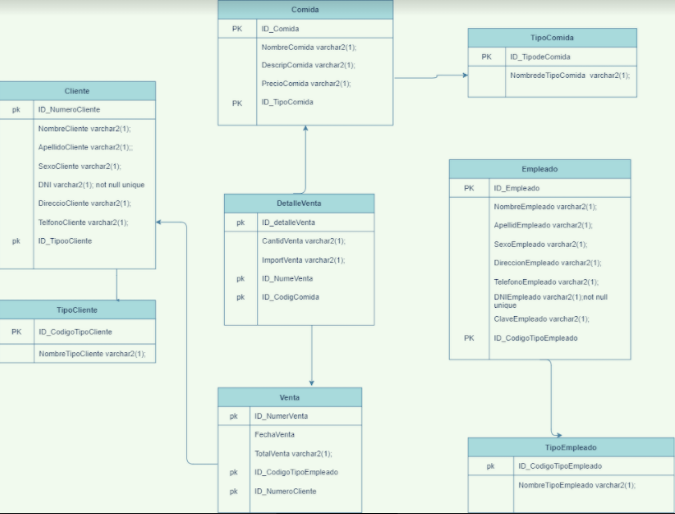 Comida
PK ID_Comida
NombreComida varchar2(1);
DescripComida varchar2(1);
PrecioComida varchar2(1);
PK ID_TipoComida
TipoComida
PK ID_TipodeComida
NombredeTipoComida varchar2(1);
Cliente
pk ID_NumeroCliente
NombreCliente varchar2(1);
ApellidoCliente varchar2(1);;
SexoCliente varchar2(1);
DNI varchar2(1); not null unique
DireccioCliente varchar2(1);
TelfonoCliente varchar2(1);
pk ID_TipooCliente
TipoCliente
PK ID_CodigoTipoCliente
NombreTipoCliente varchar2(1);
DetalleVenta
pk ID_detalleVenta
CantidVenta varchar2(1);
ImportVenta varchar2(1);
pk ID_NumeVenta
pk ID_CodigComida
Venta
pk ID_NumerVenta
FechaVenta
TotalVenta varchar2(1);
pk ID_CodigoTipoEmpleado
pk ID_NumeroCliente
Empleado
PK ID_Empleado
NombreEmpleado varchar2(1);
ApellidEmpleado varchar2(1);
SexoEmpleado varchar2(1);
DireccionEmpleado varchar2(1);
TelefonoEmpleado varchar2(1);
DNIEmpleado varchar2(1);not null
unique
ClaveEmpleado varchar2(1);
PK ID_CodigoTipoEmpleado
TipoEmpleado
pk ID_CodigoTipoEmpleado
NombreTipoEmpleado varchar2(1);